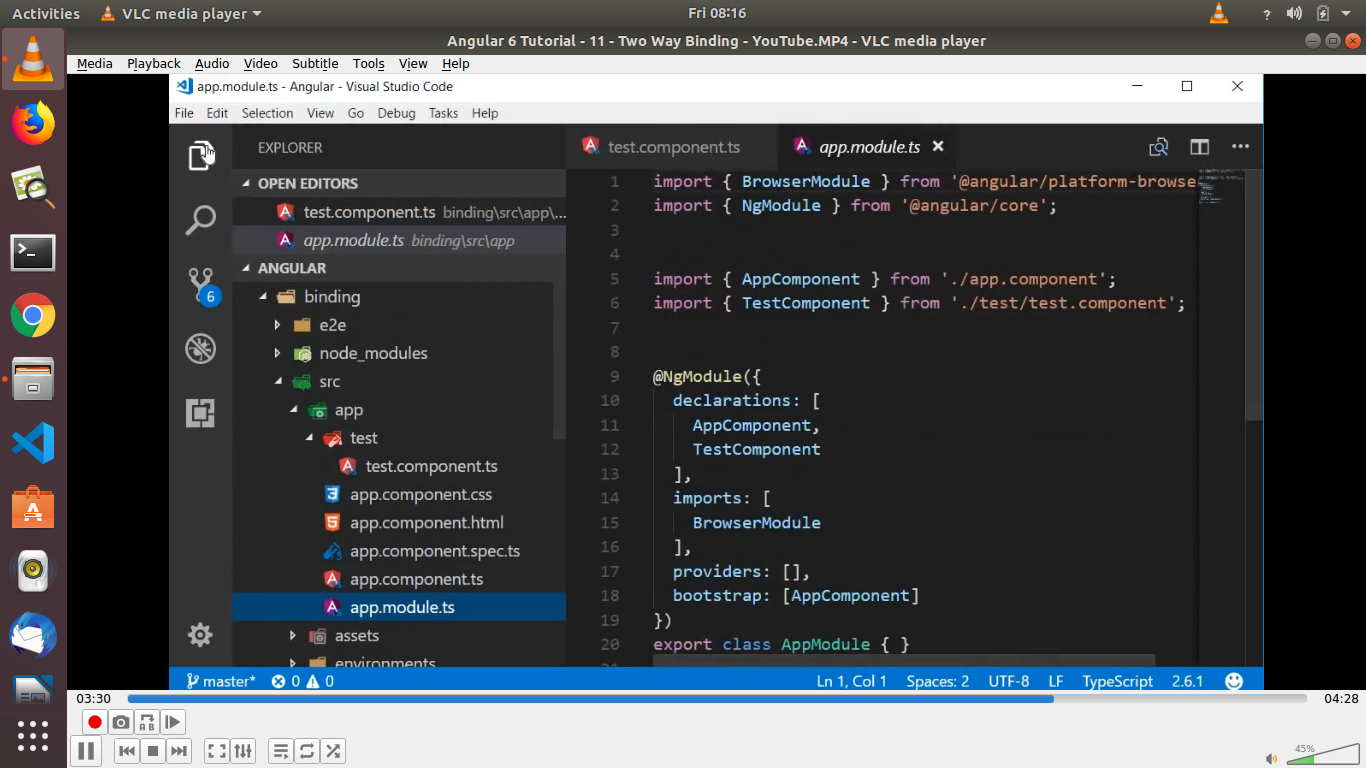 Activities VLC media player Fri 08:16 ?
Angular 6 Tutorial - 11 - Two Way Binding - YouTube.MP4 - VLC media player
Media Playback Audio Video Subtitle Tools View Help
app.module.ts - Angular - Visual Studio Code
File Edit Selection View Go Debug Tasks Help
EXPLORER
OPEN EDITORS
test.component.ts binding\src\app\...
app.module.ts binding\src\app
ANGULAR
binding
e2e
node_modules
src
app
test
test.component.ts
app.component.css
app.component.html
app.component.spec.ts
app.component.ts
app.module.ts
assets
environments
6
test.component.ts app.module.ts
1 import { BrowserModule } from '@angular/platform-browse
2 import { NgModule } from '@angular/core';
3
4
5 import { AppComponent } from './app.component';
6 import { TestComponent } from './test/test.component';
7
8
9 @NgModule({
10 declarations: [
11 AppComponent,
12 TestComponent
13 ],
14 imports: [
15 BrowserModule
16 ],
17 providers: [],
18 bootstrap: [AppComponent]
19 })
20 export class AppModule { }
master* 0 0 Ln 1, Col 1 Spaces: 2 UTF-8 LF TypeScript 2.6.1
03:30 04:28
A B
45%